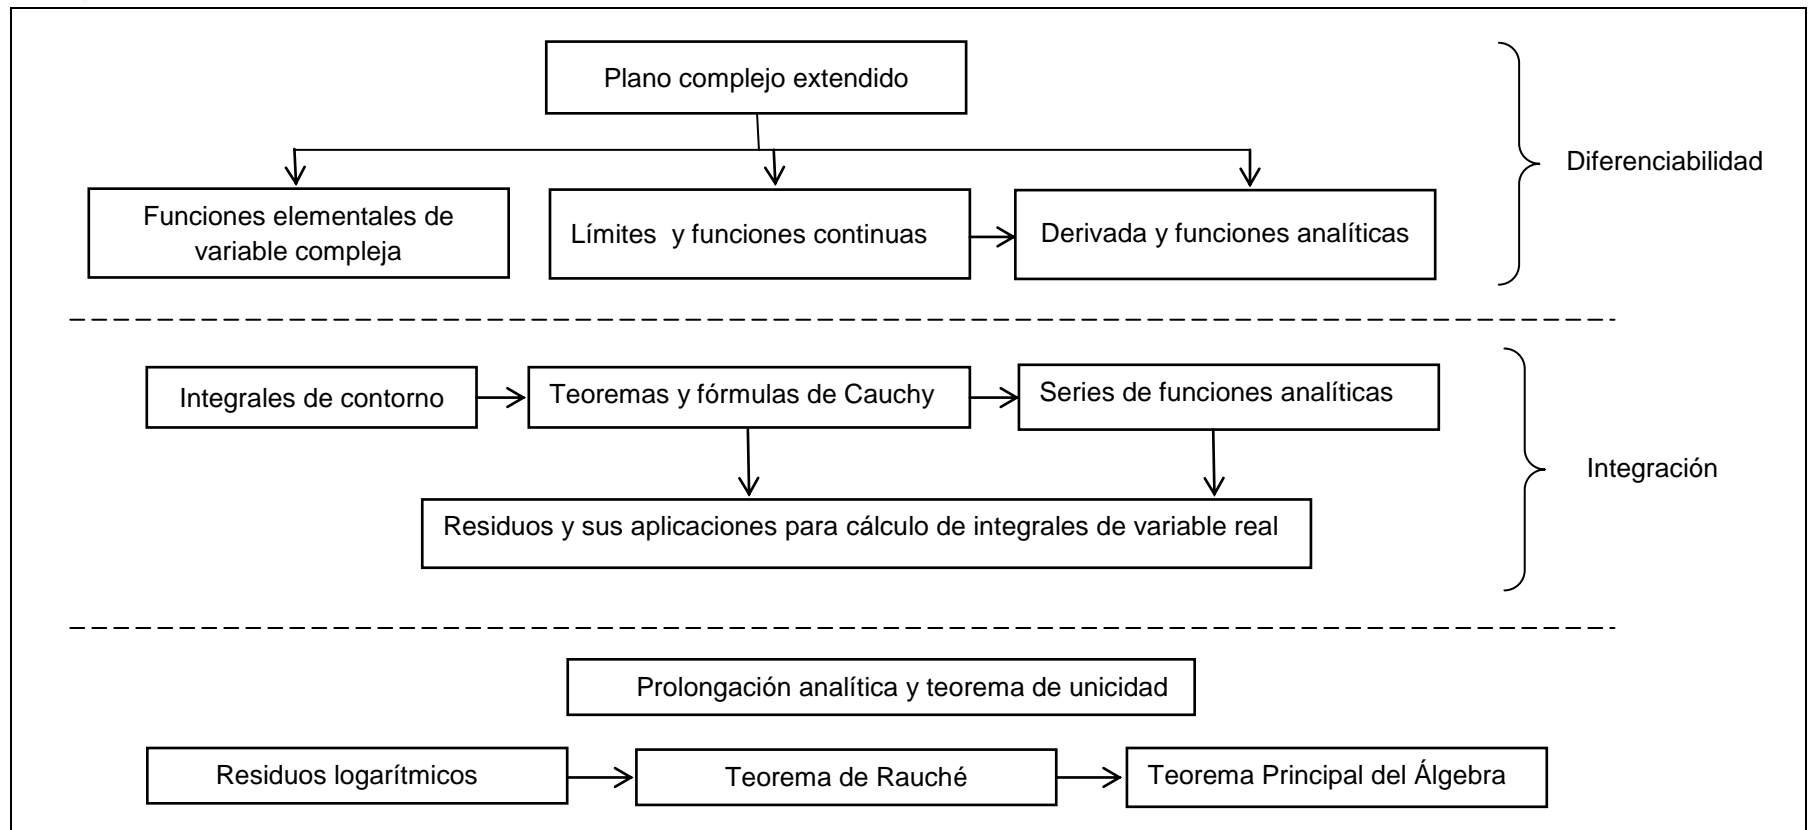 Plano complejo extendido
Diferenciabilidad
Funciones elementales de
variable compleja
Límites y funciones continuas
Derivada y funciones analíticas
Integrales de contorno
Teoremas y fórmulas de Cauchy
Series de funciones analíticas
Integración
Residuos y sus aplicaciones para cálculo de integrales de variable real
Prolongación analítica y teorema de unicidad
Residuos logarítmicos
Teorema de Rauché
Teorema Principal del Álgebra